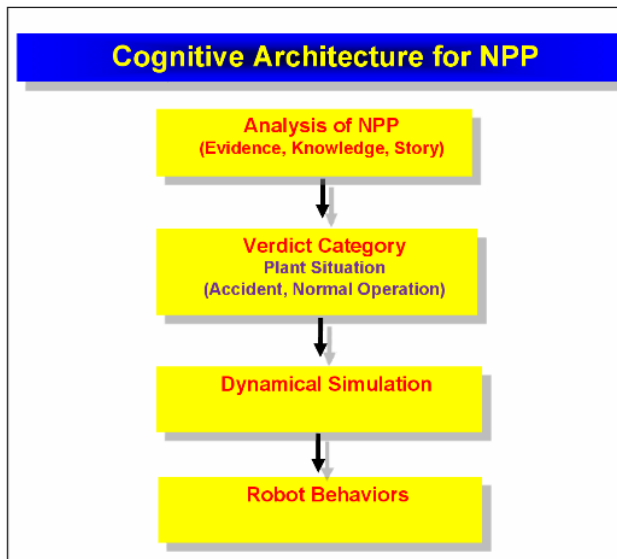 Cognitive Architecture for NPP
Analysis of NPP
(Evidence, Knowledge, Story)
Verdict Category
Plant Situation
(Accident, Normal Operation)
Dynamical Simulation
Robot Behaviors